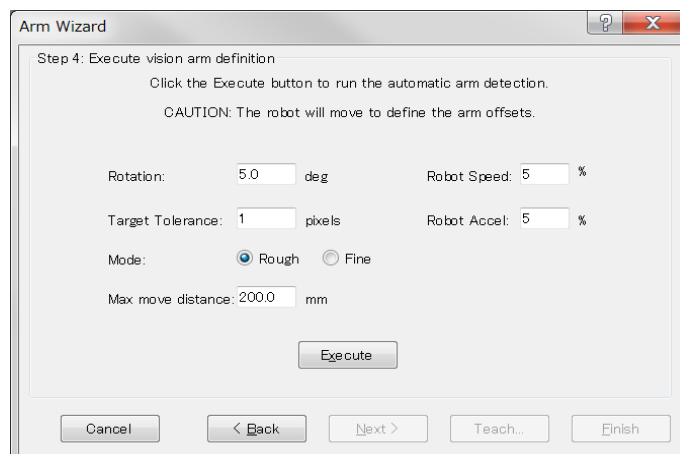 Arm Wizard
Step 4: Execute vision arm definition
Click the Execute button to run the automatic arm detection.
CAUTION: The robot will move to define the arm offsets.
Rotation: 5.0 deg Robot Speed: 5 %
Target Tolerance: 1 pixels Robot Accel: 5 %
Mode: Rough Fine
Max move distance: 200.0 mm
Execute
Cancel < Back Next > Teach... Finish